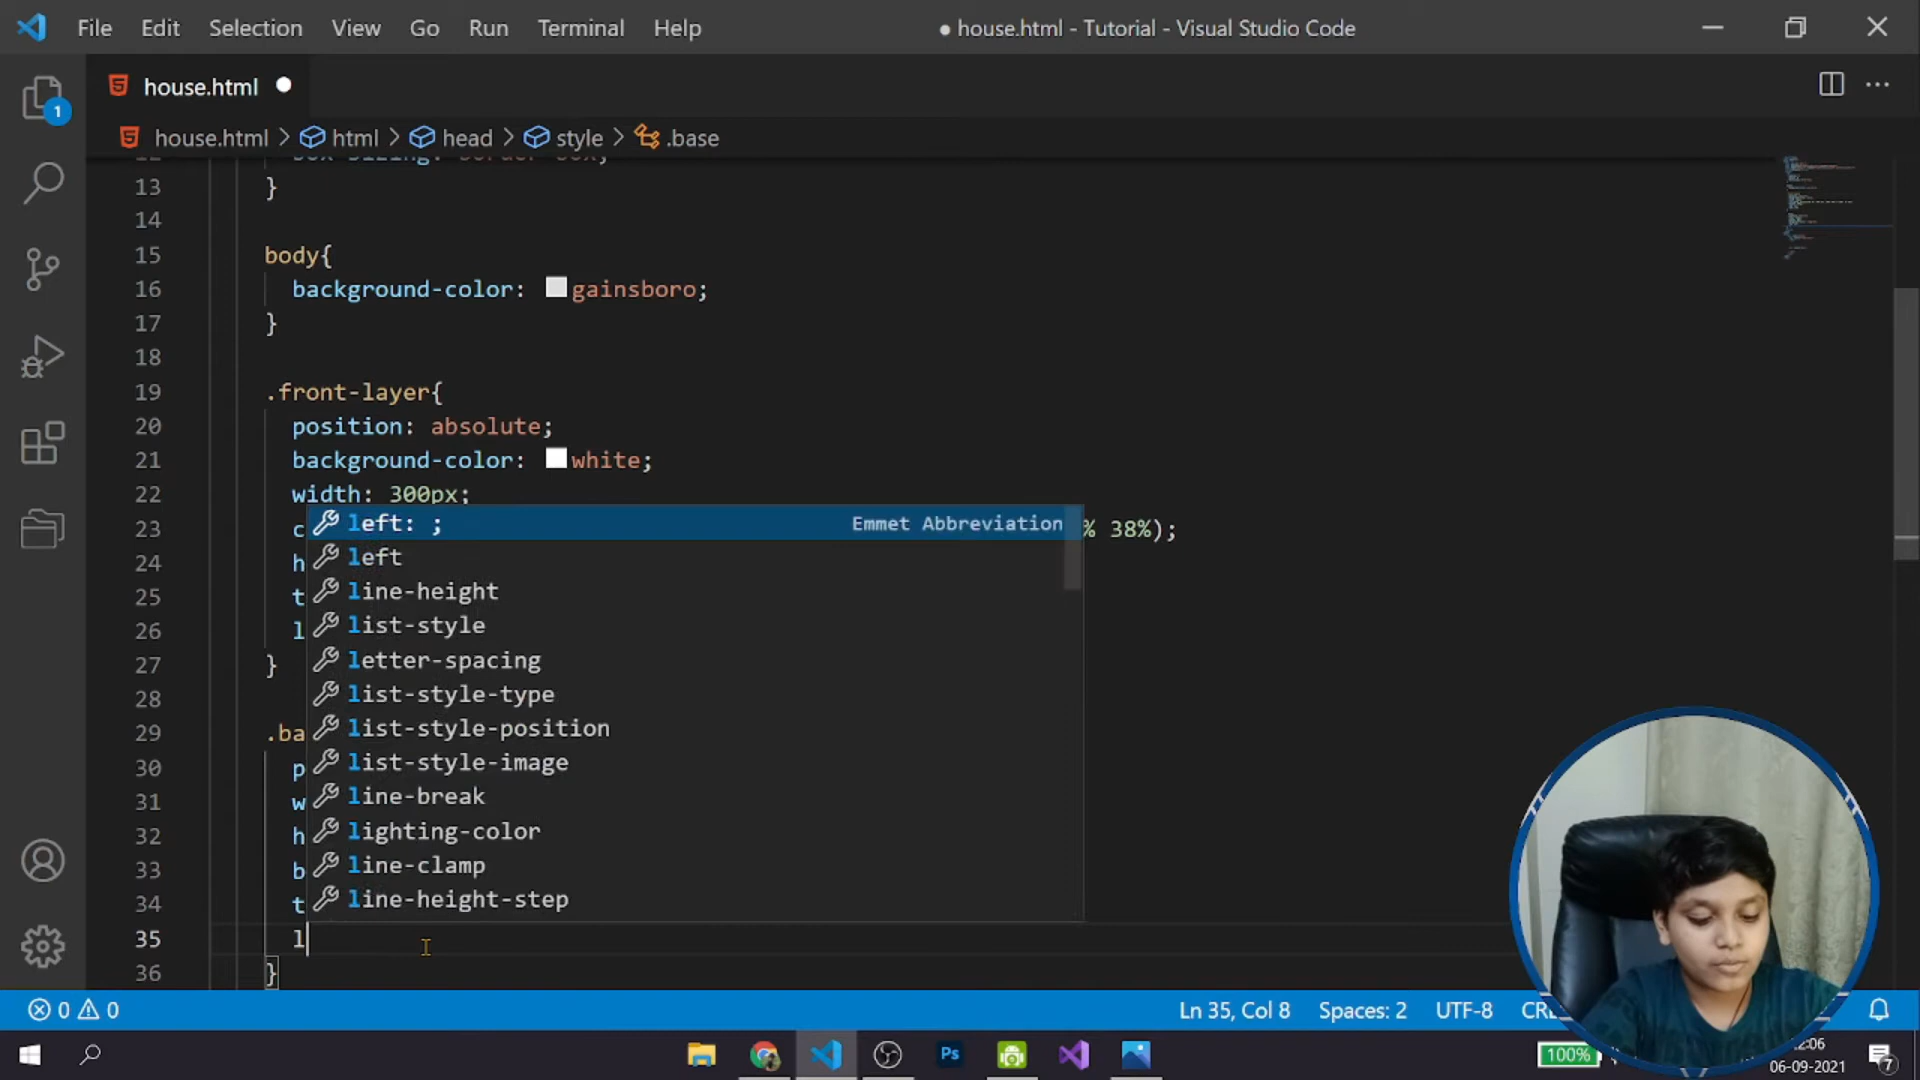 File Edit Selection View Go Run Terminal Help
● house.html - Tutorial - Visual Studio Code
house.html
1
house.html > html > head > style > .base
13 }
14
15 body{
16 background-color: gainsboro;
17 }
18
19 .front-layer{
20 position: absolute;
21 background-color: white;
22 width: 300px;
23 c % 38%);
24 h
25 t
26 l
27 }
28
29 .ba
30 p
31 w
32 h
33 b
34 t
35 l
36 }
left: ; Emmet Abbreviation
left
line-height
list-style
letter-spacing
list-style-type
list-style-position
list-style-image
line-break
lighting-color
line-clamp
line-height-step
0 0
Ln 35, Col 8 Spaces: 2 UTF-8
Ps
100%
06-09-2021
7